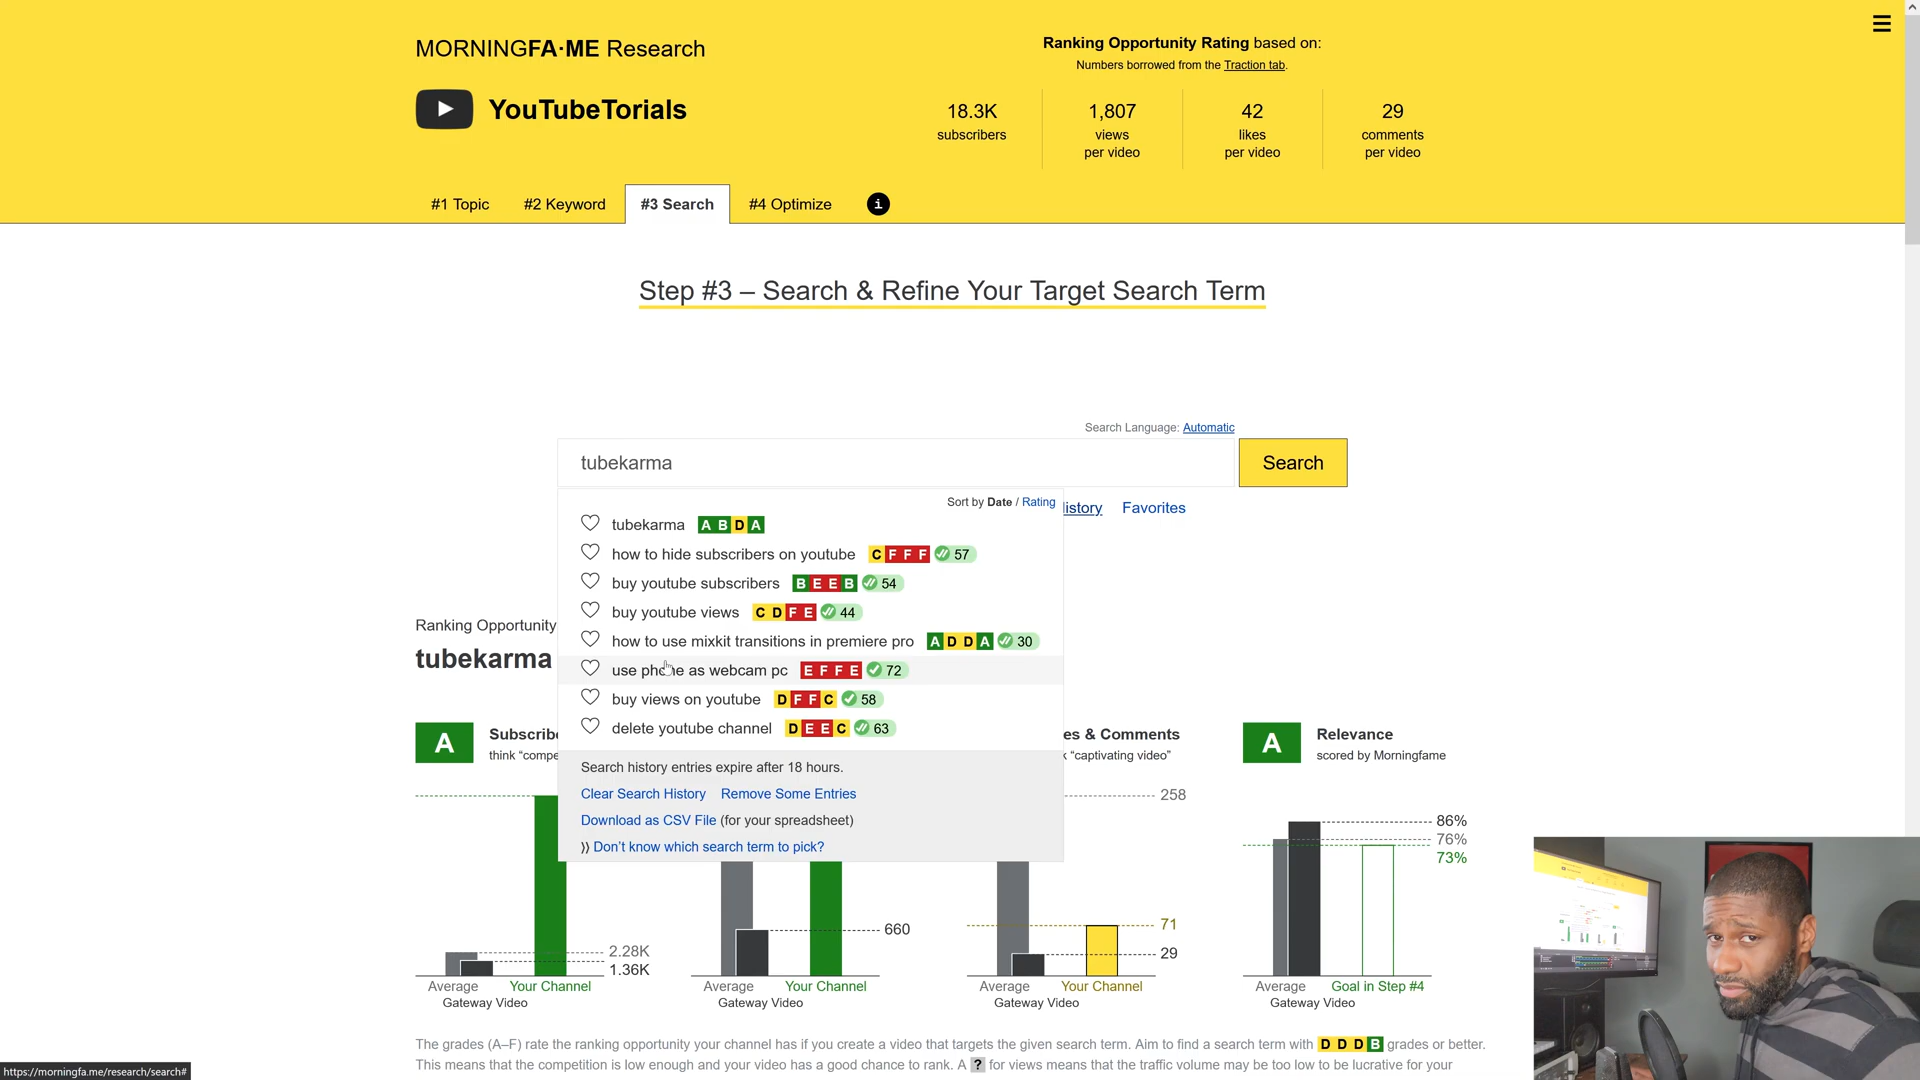 MORNINGFA·ME Research
YouTubeTorials
Ranking Opportunity Rating based on:
Numbers borrowed from the Traction tab.
18.3K
subscribers
1,807
views
per video
42
likes
per video
29
comments
per video
#1 Topic
#2 Keyword
#3 Search
#4 Optimize
i
Step #3 – Search & Refine Your Target Search Term
Search Language: Automatic
tubekarma
Search
Sort by Date / Rating
istory
Favorites
tubekarma A B D A
how to hide subscribers on youtube C F F F 57
buy youtube subscribers B E E B 54
buy youtube views C D F E 44
how to use mixkit transitions in premiere pro A D D A 30
use phone as webcam pc E F F E 72
buy views on youtube D F F C 58
delete youtube channel D E E C 63
Search history entries expire after 18 hours.
Clear Search History Remove Some Entries
Download as CSV File (for your spreadsheet)
⟩⟩ Don't know which search term to pick?
Ranking Opportunity
tubekarma
A
Subscribe
think “compe
es & Comments
“captivating video”
A
Relevance
scored by Morningfame
2.28K
1.36K
Average
Your Channel
Gateway Video
660
Average
Your Channel
Gateway Video
258
71
29
Average
Your Channel
Gateway Video
86%
76%
73%
Average
Goal in Step #4
Gateway Video
The grades (A–F) rate the ranking opportunity your channel has if you create a video that targets the given search term. Aim to find a search term with D D D B grades or better.
This means that the competition is low enough and your video has a good chance to rank. A ? for views means that the traffic volume may be too low to be lucrative for your
https://morningfa.me/research/search#